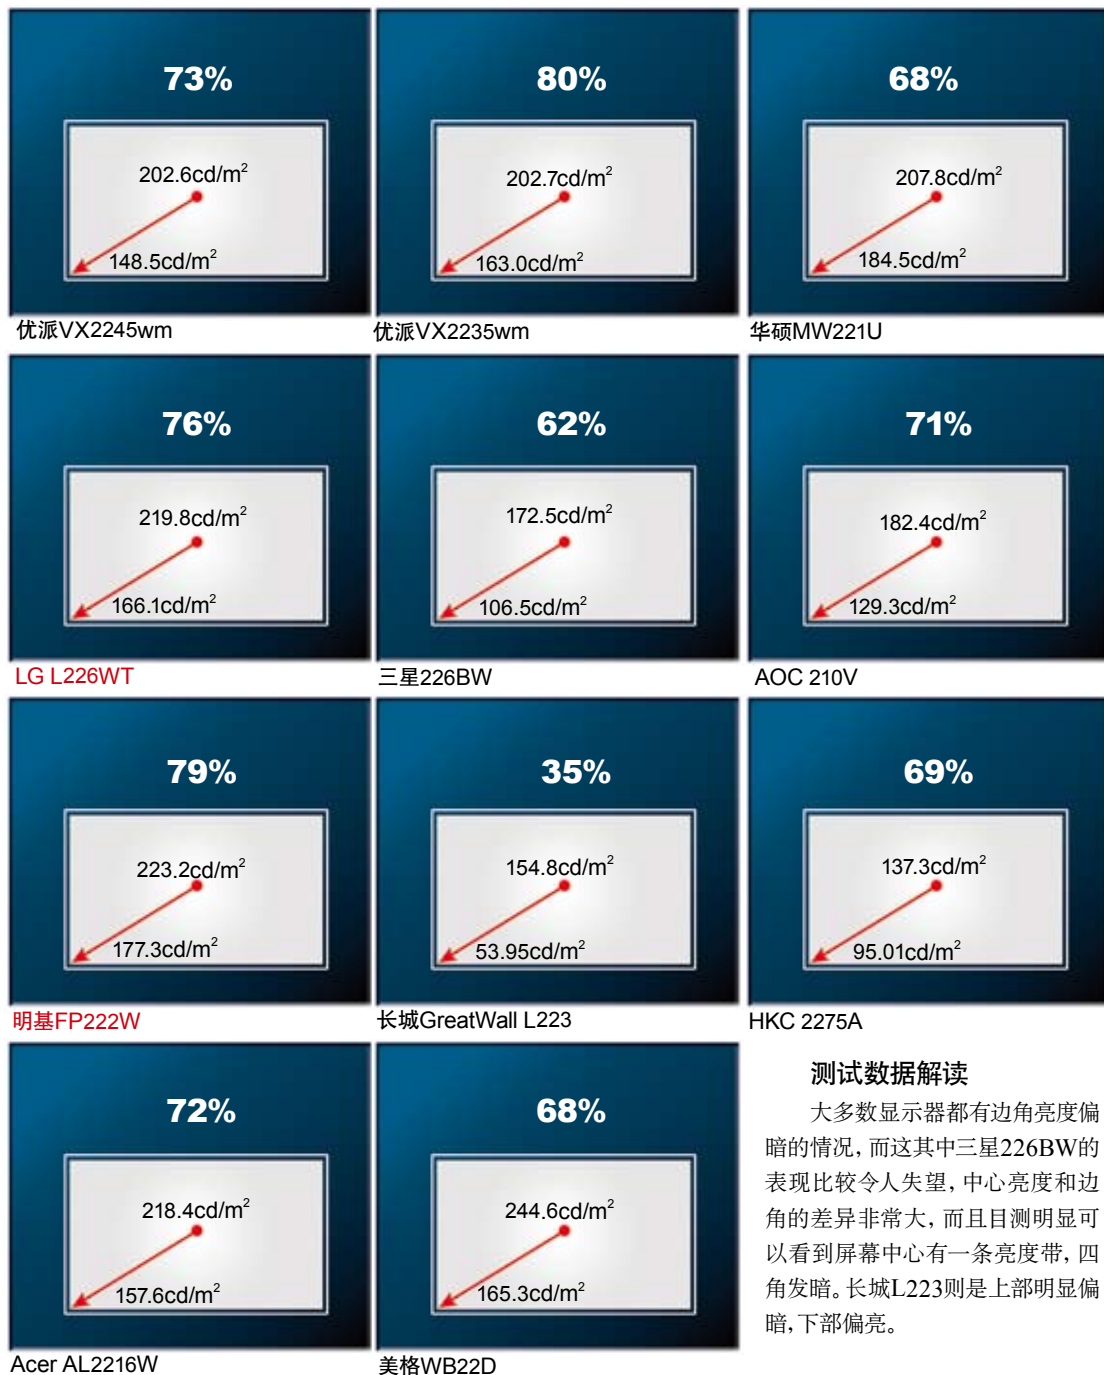 73%
202.6cd/m²
148.5cd/m²
优派VX2245wm
80%
202.7cd/m²
163.0cd/m²
优派VX2235wm
68%
207.8cd/m²
184.5cd/m²
华硕MW221U
76%
219.8cd/m²
166.1cd/m²
LG L226WT
62%
172.5cd/m²
106.5cd/m²
三星226BW
71%
182.4cd/m²
129.3cd/m²
AOC 210V
79%
223.2cd/m²
177.3cd/m²
明基FP222W
35%
154.8cd/m²
53.95cd/m²
长城GreatWall L223
69%
137.3cd/m²
95.01cd/m²
HKC 2275A
72%
218.4cd/m²
157.6cd/m²
Acer AL2216W
68%
244.6cd/m²
165.3cd/m²
美格WB22D
测试数据解读
大多数显示器都有边角亮度偏
暗的情况,而这其中三星226BW的
表现比较令人失望,中心亮度和边
角的差异非常大,而且目测明显可
以看到屏幕中心有一条亮度带,四
角发暗。长城L223则是上部明显偏
暗,下部偏亮。